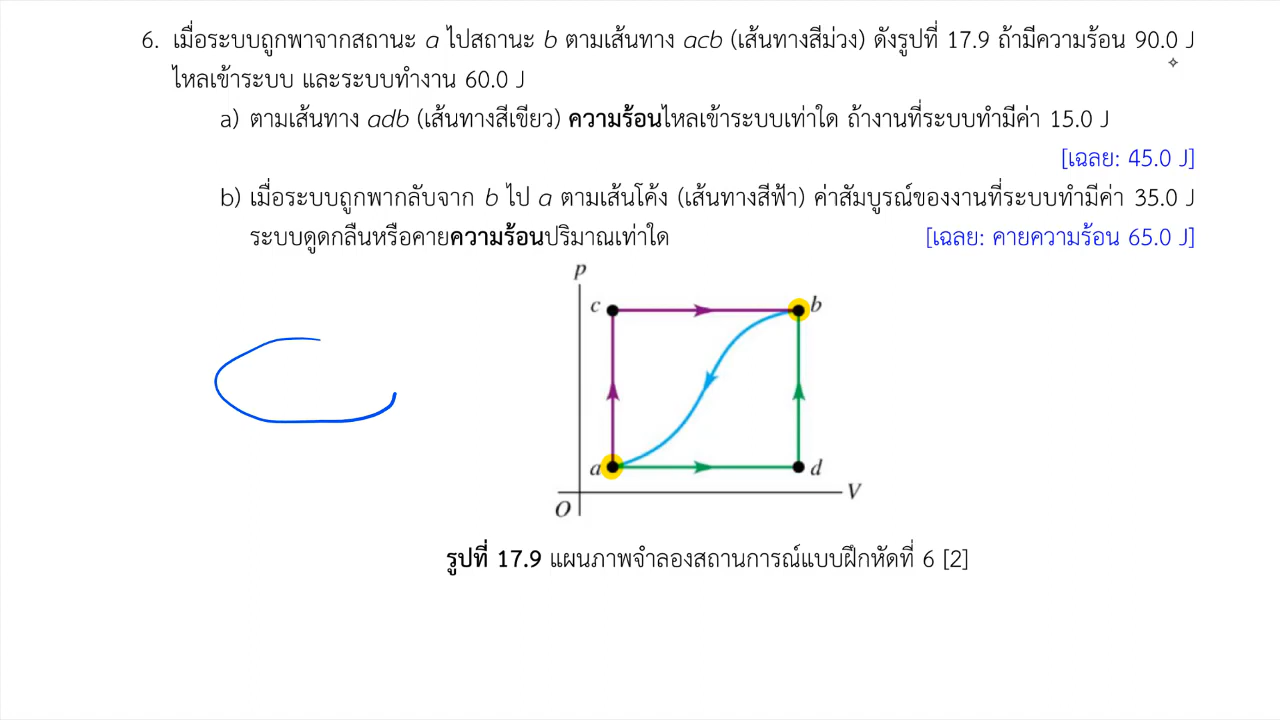 6. เมื่อระบบถูกพาจากสถานะ a ไปสถานะ b ตามเส้นทาง acb (เส้นทางสีม่วง) ดังรูปที่ 17.9 ถ้ามีความร้อน 90.0 J
ไหลเข้าระบบ และระบบทำงาน 60.0 J
a) ตามเส้นทาง adb (เส้นทางสีเขียว) ความร้อนไหลเข้าระบบเท่าใด ถ้างานที่ระบบทำมีค่า 15.0 J
[เฉลย: 45.0 J]
b) เมื่อระบบถูกพากลับจาก b ไป a ตามเส้นโค้ง (เส้นทางสีฟ้า) ค่าสัมบูรณ์ของงานที่ระบบทำมีค่า 35.0 J
ระบบดูดกลืนหรือคายความร้อนปริมาณเท่าใด [เฉลย: คายความร้อน 65.0 J]
p
c b
a d
V
O
รูปที่ 17.9 แผนภาพจำลองสถานการณ์แบบฝึกหัดที่ 6 [2]